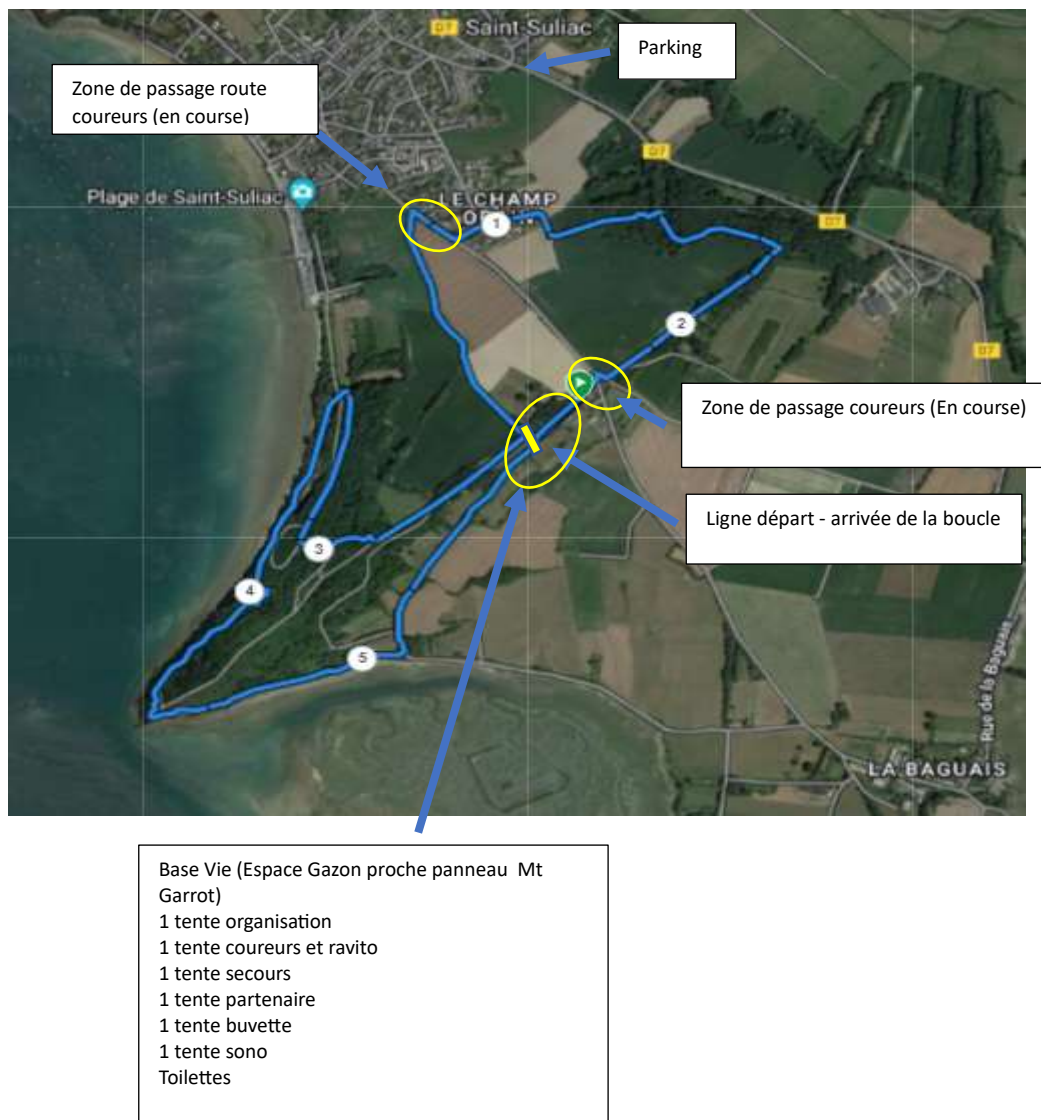 D7
Saint-Suliac
Parking
Zone de passage route
coureurs (en course)
D7
Plage de Saint-Suliac
LE CHAMP
1
D7
2
D7
Zone de passage coureurs (En course)
Ligne départ - arrivée de la boucle
3
4
5
Rue de la Baguais
LA BAGUAIS
Base Vie (Espace Gazon proche panneau Mt
Garrot)
1 tente organisation
1 tente coureurs et ravito
1 tente secours
1 tente partenaire
1 tente buvette
1 tente sono
Toilettes